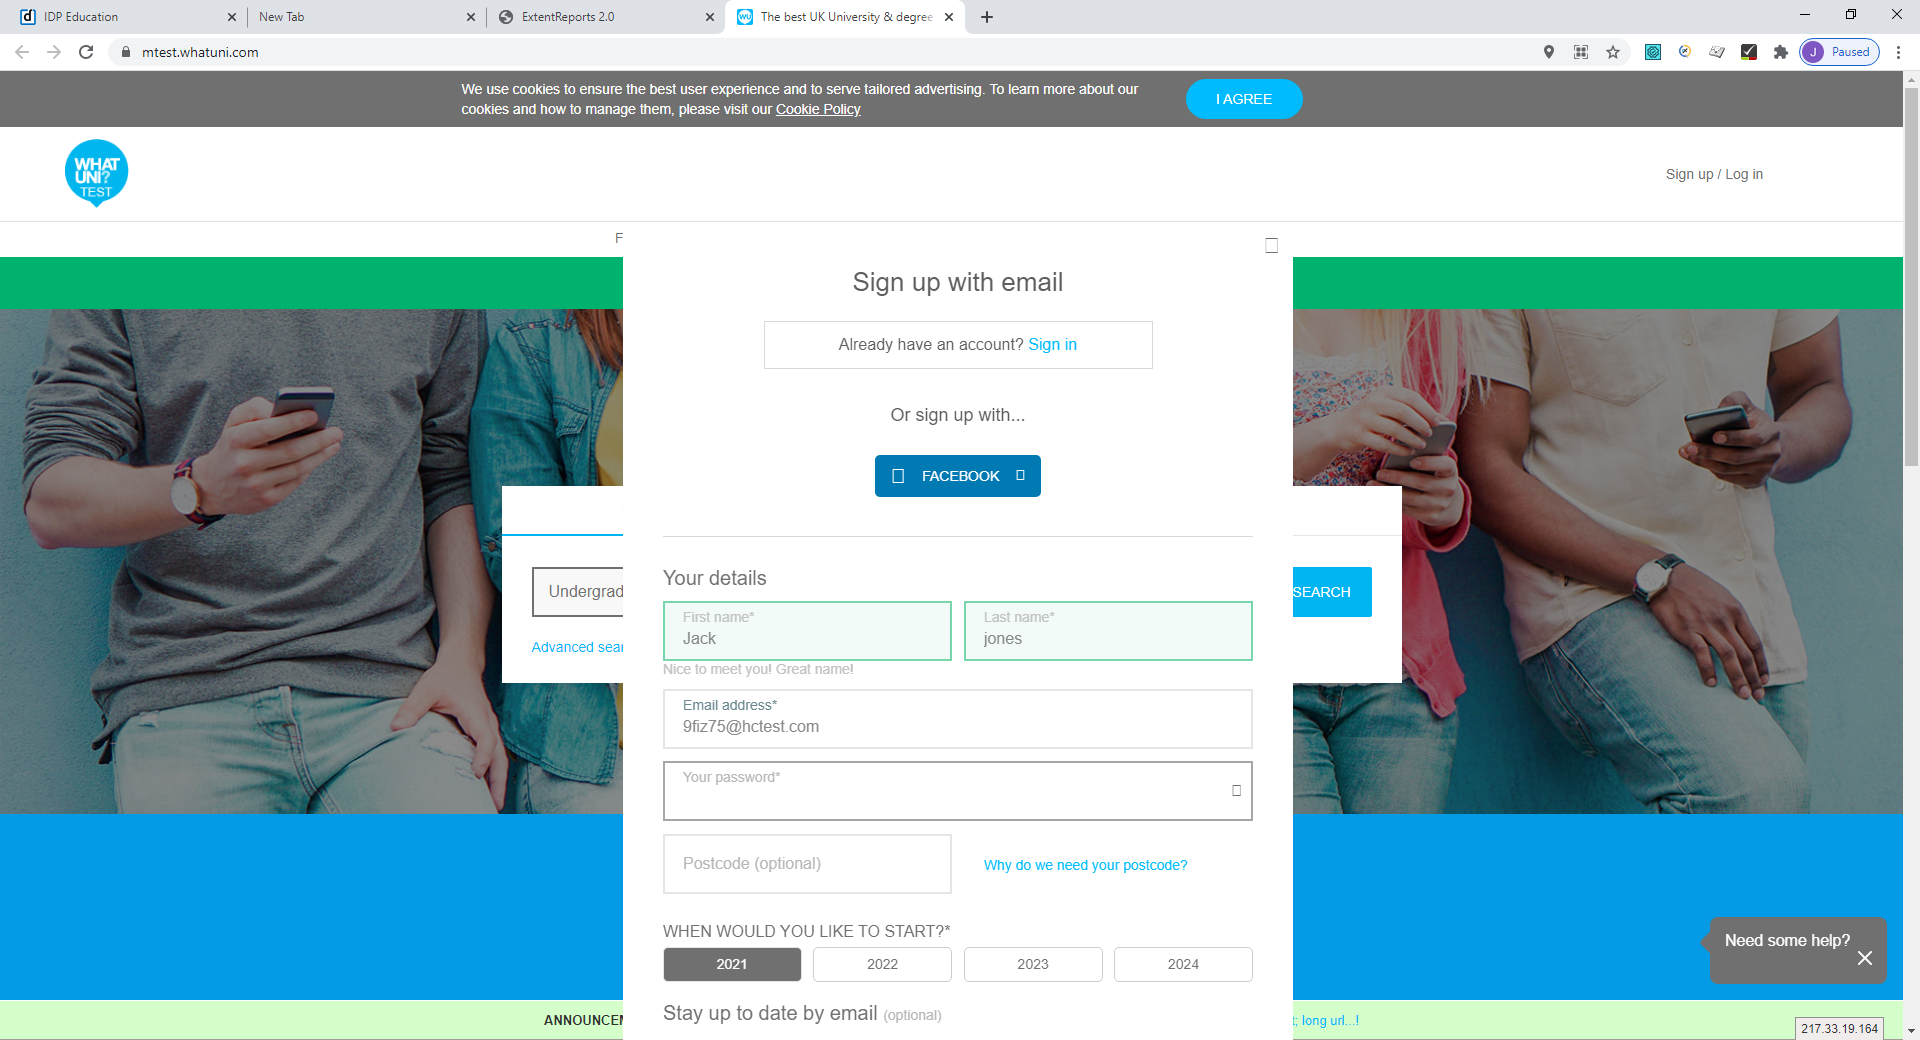 IDP Education
New Tab
ExtentReports 2.0
The best UK University & degree
mtest.whatuni.com
J Paused
We use cookies to ensure the best user experience and to serve tailored advertising. To learn more about our
cookies and how to manage them, please visit our Cookie Policy
I AGREE
WHAT
UNI?
TEST
Sign up / Log in
F
Sign up with email
Already have an account? Sign in
Or sign up with...
FACEBOOK
Your details
First name*
Jack
Last name*
jones
Nice to meet you! Great name!
Undergrad
SEARCH
Advanced sear
Email address*
9fiz75@hctest.com
Your password*
Postcode (optional)
Why do we need your postcode?
WHEN WOULD YOU LIKE TO START?*
2021
2022
2023
2024
Need some help?
Stay up to date by email (optional)
ANNOUNCEM
t; long url...!
217.33.19.164